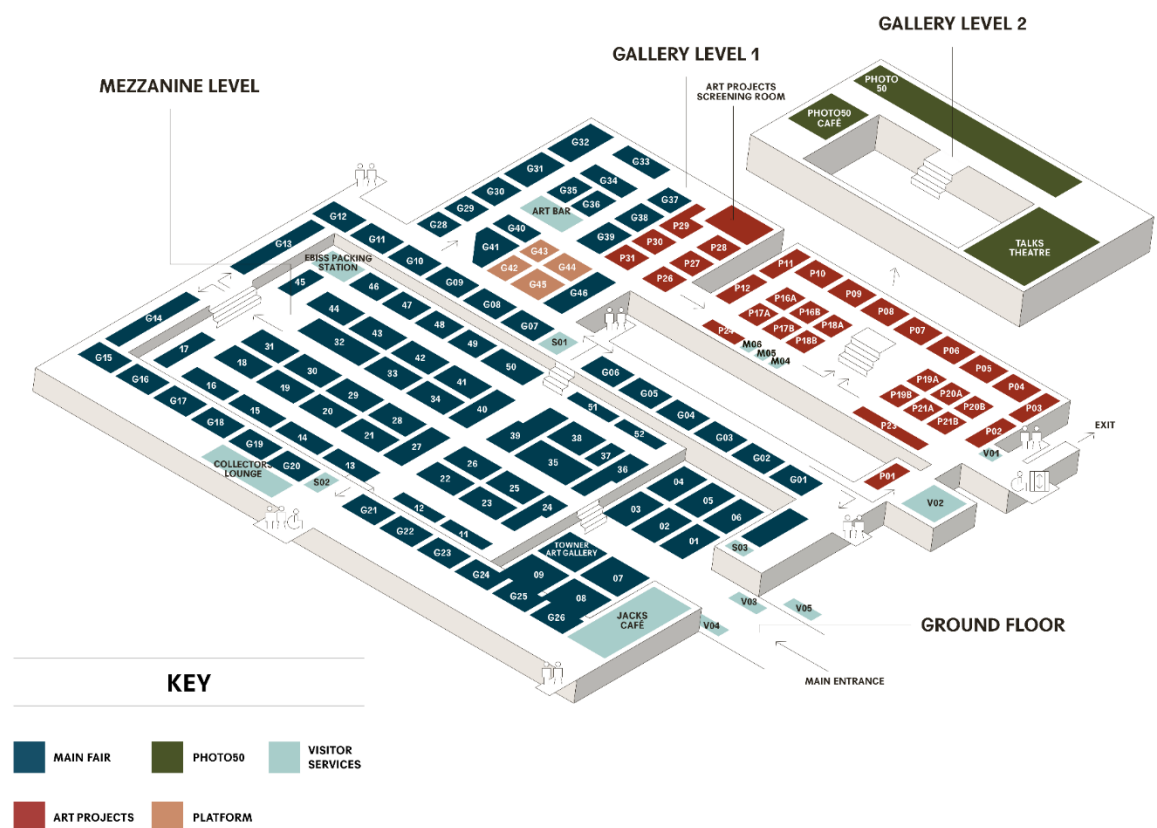 GALLERY LEVEL 2
GALLERY LEVEL 1
MEZZANINE LEVEL
ART PROJECTS
SCREENING ROOM
PHOTO
50
PHOTO50
CAFÉ
TALKS
THEATRE
G32
G33
G31
G34
G30
G35
G36
G37
G29
ART BAR
G38
P29
G28
G40
G39
P30
P28
G12
G41
G43
P31
P27
G13
G11
G42
G44
P26
G10
G45
G46
EBISS PACKING
STATION
G09
G08
G07
S01
P11
P10
P12
P09
P16A
P08
P17A
P16B
P07
P24
P17B
P18A
P06
P18B
M06
M05
M04
P05
P19A
P04
P19B
P20A
P03
P21A
P20B
P21B
P02
P23
P01
V01
EXIT
V02
45
46
47
48
49
50
44
43
42
41
40
G14
32
33
34
31
30
29
28
27
17
18
19
20
21
G15
G16
G17
G18
G19
G20
16
15
14
13
COLLECTORS
LOUNGE
S02
G06
G05
G04
G03
G02
G01
51
52
39
38
37
36
35
26
25
24
22
23
12
11
04
05
06
03
02
01
S03
G21
G22
G23
G24
G25
G26
TOWNER
ART GALLERY
09
07
08
JACKS
CAFÉ
V03
V05
V04
GROUND FLOOR
MAIN ENTRANCE
KEY
MAIN FAIR
PHOTO50
VISITOR
SERVICES
ART PROJECTS
PLATFORM